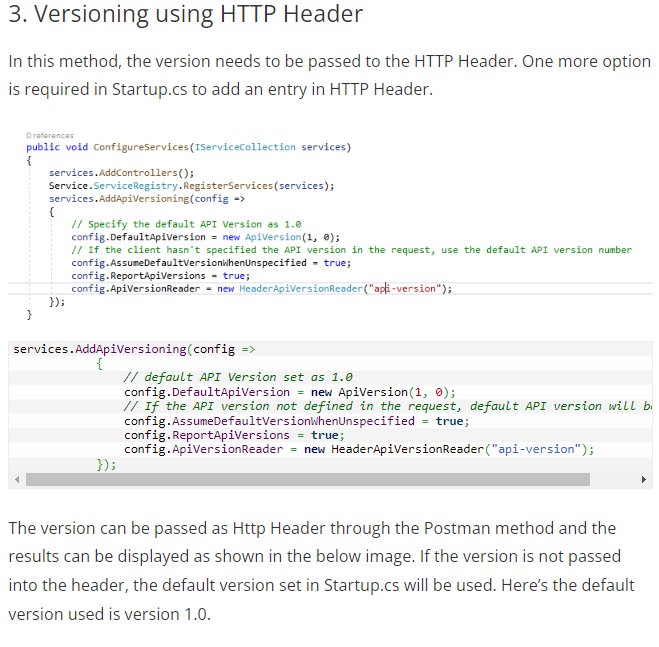 3. Versioning using HTTP Header
In this method, the version needs to be passed to the HTTP Header. One more option
is required in Startup.cs to add an entry in HTTP Header.
0 references
public void ConfigureServices(IServiceCollection services)
{
services.AddControllers();
Service.ServiceRegistry.RegisterServices(services);
services.AddApiVersioning(config =>
{
// Specify the default API Version as 1.0
config.DefaultApiVersion = new ApiVersion(1, 0);
// If the client hasn't specified the API version in the request, use the default API version number
config.AssumeDefaultVersionWhenUnspecified = true;
config.ReportApiVersions = true;
config.ApiVersionReader = new HeaderApiVersionReader("api-version");
});
}
services.AddApiVersioning(config =>
{
// default API Version set as 1.0
config.DefaultApiVersion = new ApiVersion(1, 0);
// If the API version not defined in the request, default API version will b
config.AssumeDefaultVersionWhenUnspecified = true;
config.ReportApiVersions = true;
config.ApiVersionReader = new HeaderApiVersionReader("api-version");
});
The version can be passed as Http Header through the Postman method and the
results can be displayed as shown in the below image. If the version is not passed
into the header, the default version set in Startup.cs will be used. Here’s the default
version used is version 1.0.